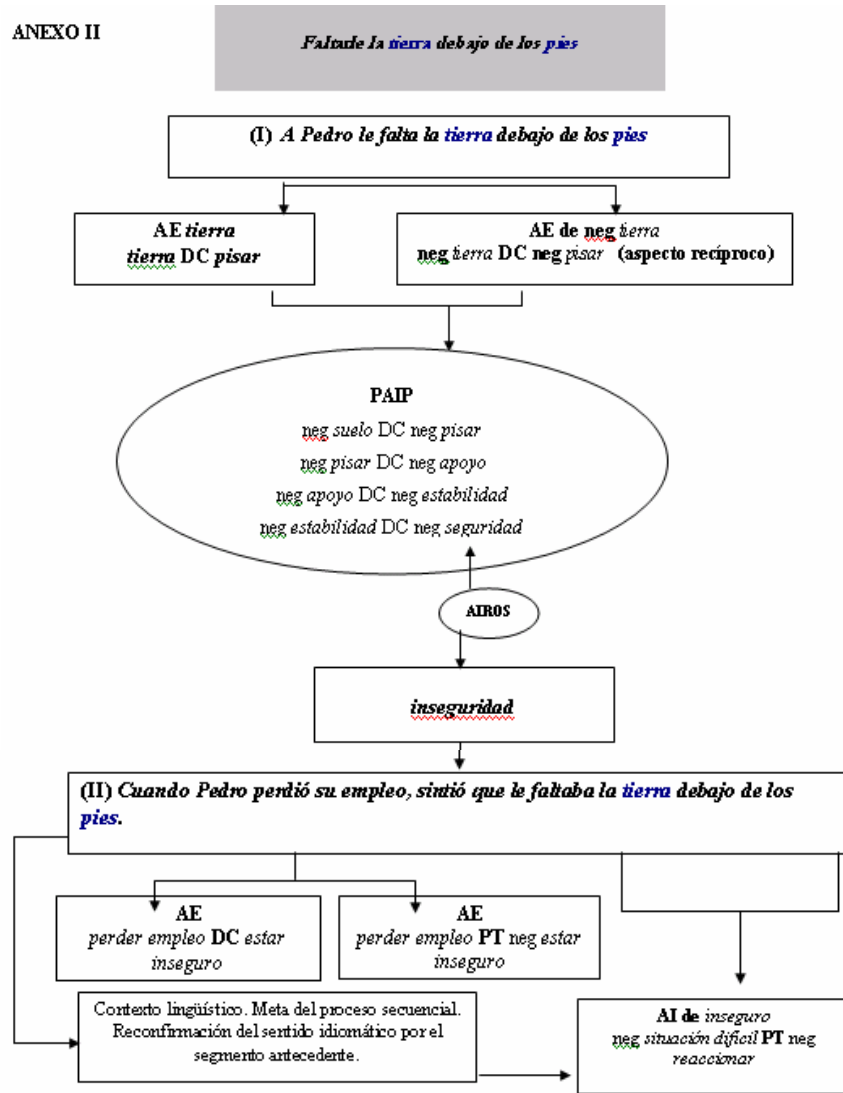 ANEXO II
Faltarle la tierra debajo de los pies
(I) A Pedro le falta la tierra debajo de los pies
AE tierra
tierra DC pisar
AE de neg tierra
neg tierra DC neg pisar (aspecto recíproco)
PAIP
neg suelo DC neg pisar
neg pisar DC neg apoyo
neg apoyo DC neg estabilidad
neg estabilidad DC neg seguridad
AIROS
inseguridad
(II) Cuando Pedro perdió su empleo, sintió que le faltaba la tierra debajo de los
pies.
AE
perder empleo DC estar
inseguro
AE
perder empleo PT neg estar
inseguro
Contexto lingüístico. Meta del proceso secuencial.
Reconfirmación del sentido idiomático por el
segmento antecedente.
AI de inseguro
neg situación difícil PT neg
reaccionar